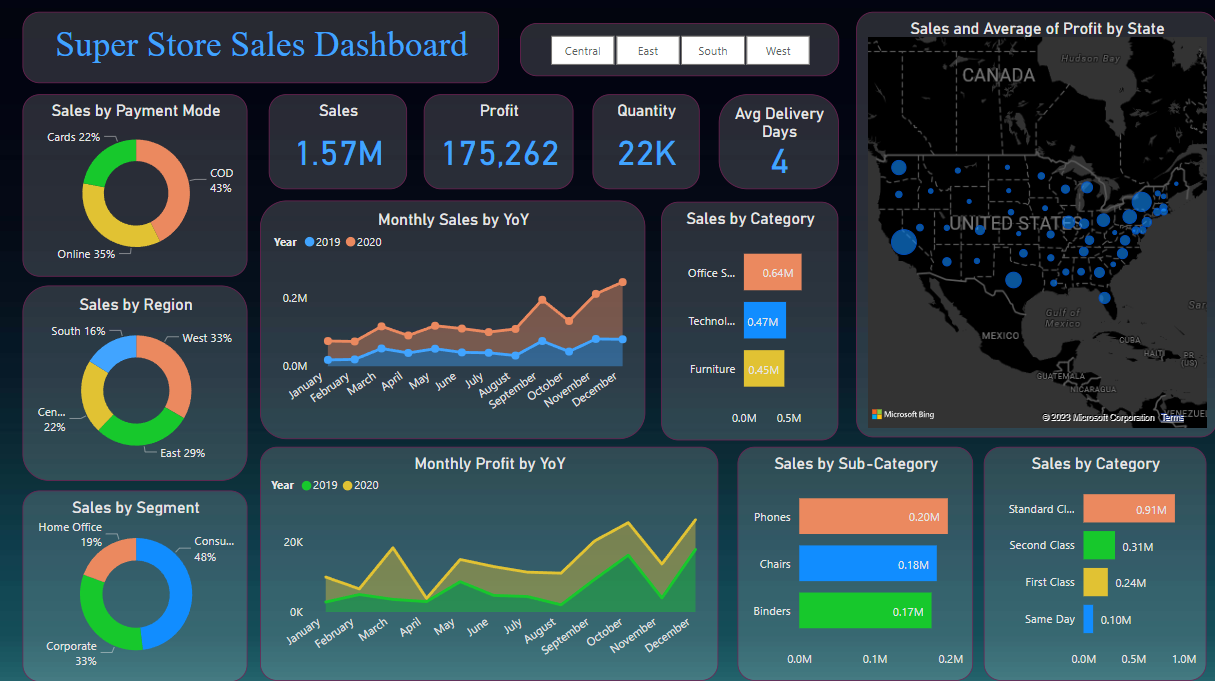 Super Store Sales Dashboard
Central
East
South
West
Sales by Payment Mode
Cards 22%
COD
43%
Online 35%
Sales
1.57M
Profit
175,262
Quantity
22K
Avg Delivery
Days
4
Sales and Average of Profit by State
CANADA
Hudson Bay
UNITED STATES
MEXICO
Gulf of
Mexico
CUBA
HAITI
PR
(US)
GUATEMALA
NICARAGUA
Sar
VENEZUEL
Microsoft Bing
© 2023 Microsoft Corporation
Terms
Sales by Region
South 16%
West 33%
Cen...
22%
East 29%
Monthly Sales by YoY
Year 2019 2020
0.2M
0.0M
January
February
March
April
May
June
July
August
September
October
November
December
Sales by Category
Office S...
0.64M
Technol...
0.47M
Furniture
0.45M
0.0M
0.5M
Sales by Segment
Home Office
19%
Consu...
48%
Corporate
33%
Monthly Profit by YoY
Year 2019 2020
20K
0K
January
February
March
April
May
June
July
August
September
October
November
December
Sales by Sub-Category
Phones
0.20M
Chairs
0.18M
Binders
0.17M
0.0M
0.1M
0.2M
Sales by Category
Standard Cl...
0.91M
Second Class
0.31M
First Class
0.24M
Same Day
0.10M
0.0M
0.5M
1.0M